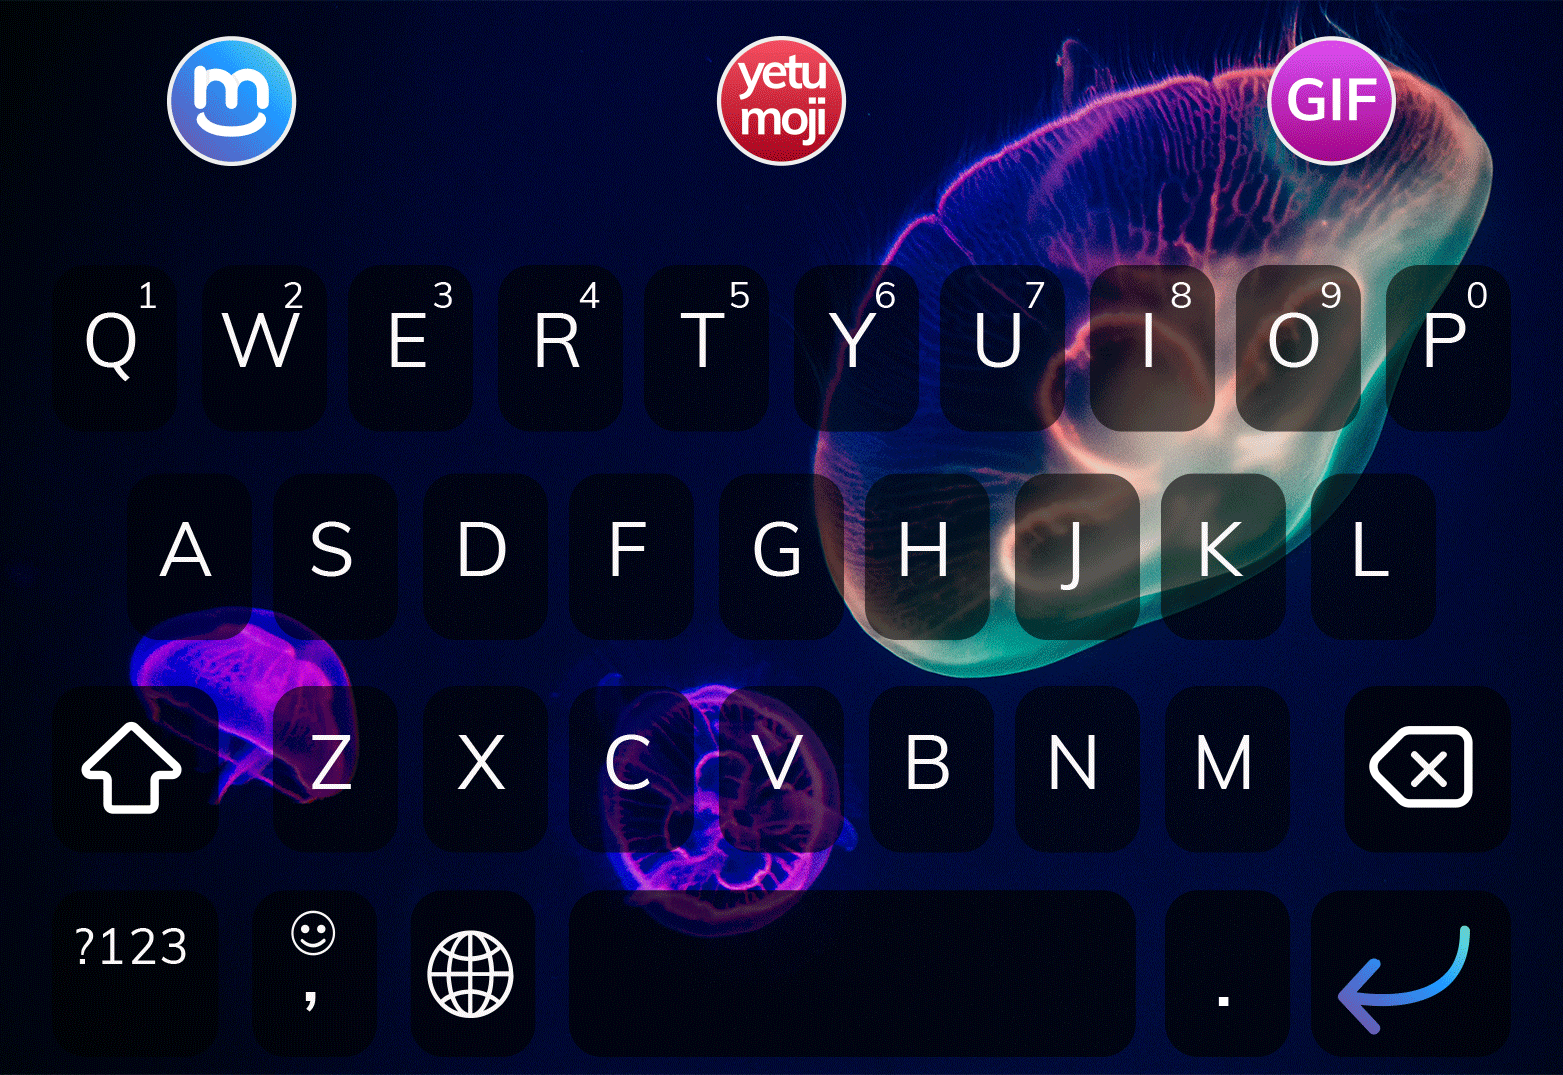 m
yetu
moji
GIF
1 2 3 4 5 6 7 8 9 0
Q W E R T Y U I O P
A S D F G H J K L
Z X C V B N M
?123 , .